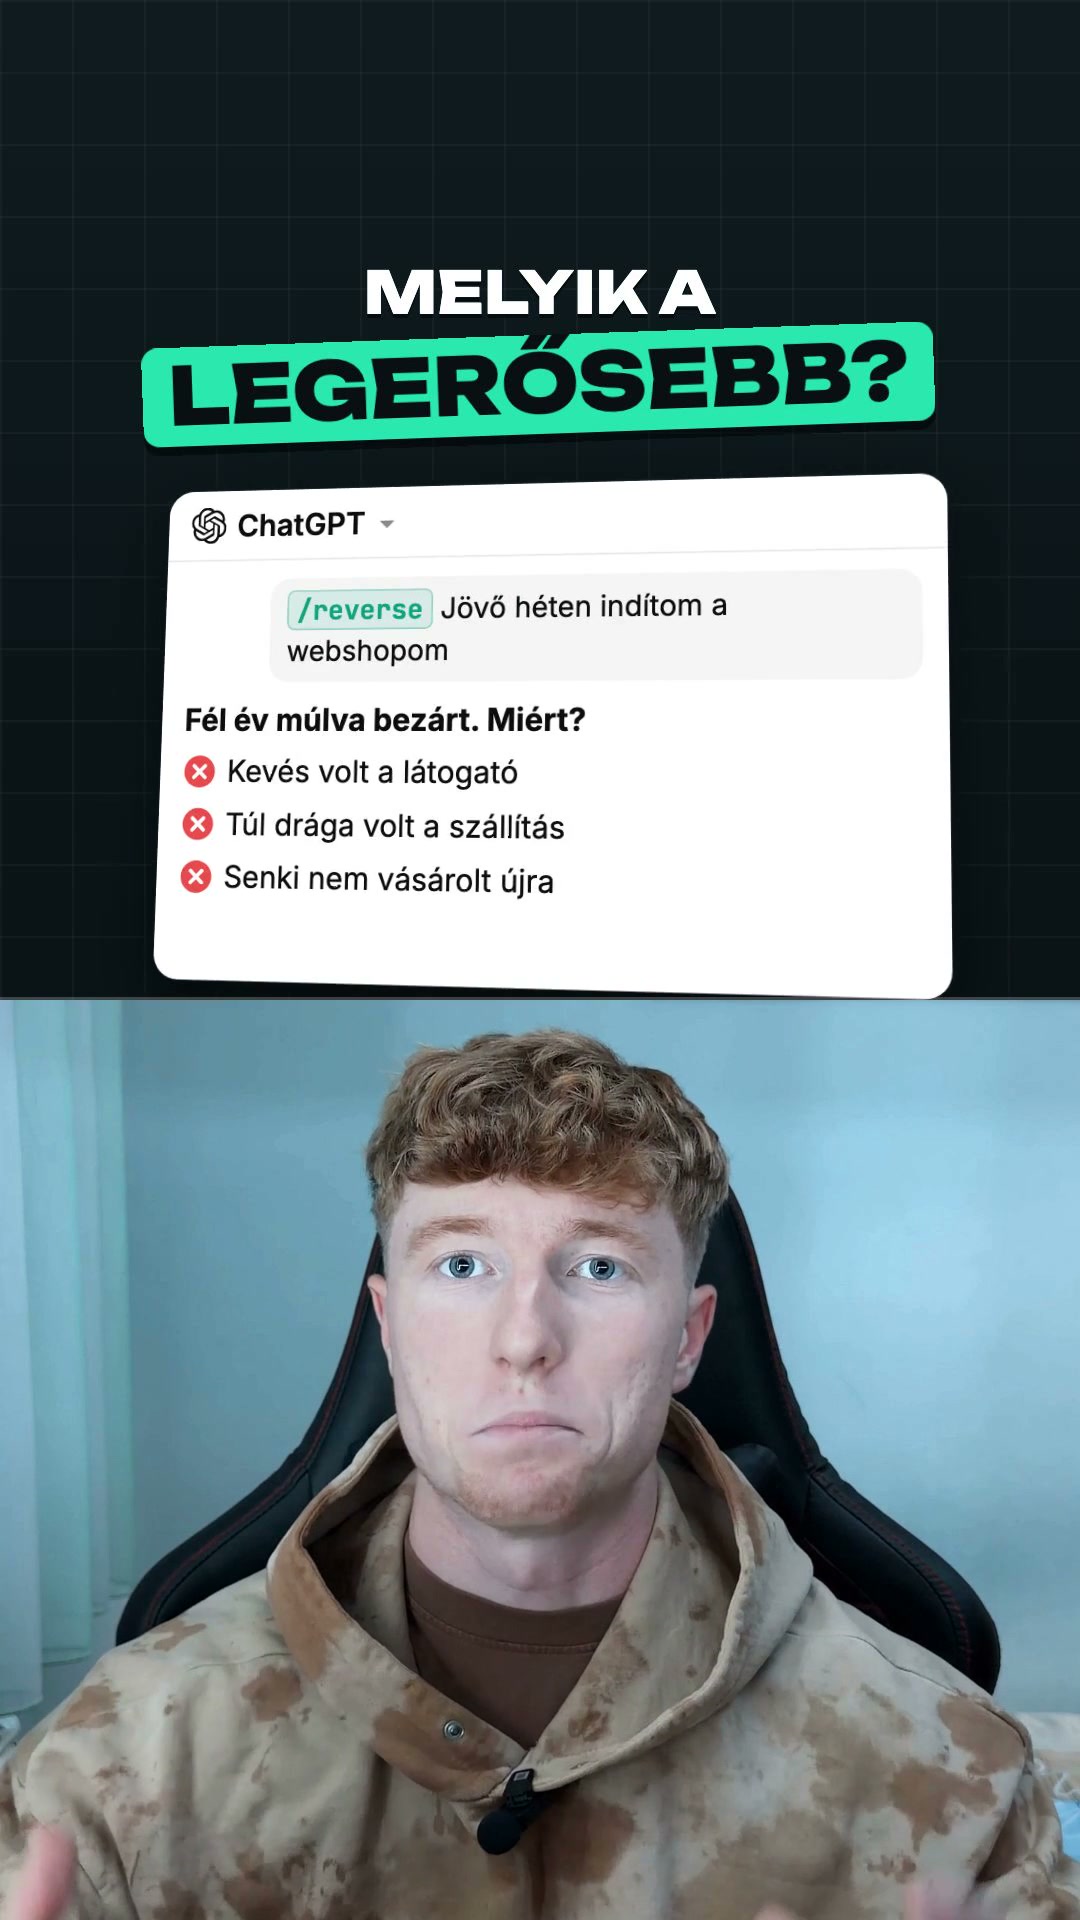 MELYIK A
LEGERŐSEBB?
ChatGPT
/reverse Jövő héten indítom a
webshopom
Fél év múlva bezárt. Miért?
Kevés volt a látogató
Túl drága volt a szállítás
Senki nem vásárolt újra